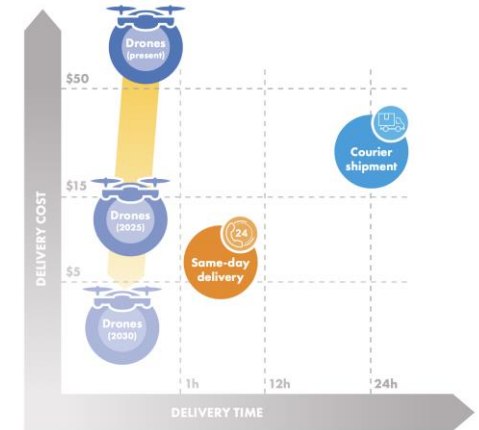 Drones
(present)
$50
Courier
shipment
$15
Drones
(2025)
24
Same-day
delivery
$5
Drones
(2030)
1h
12h
24h
DELIVERY COST
DELIVERY TIME